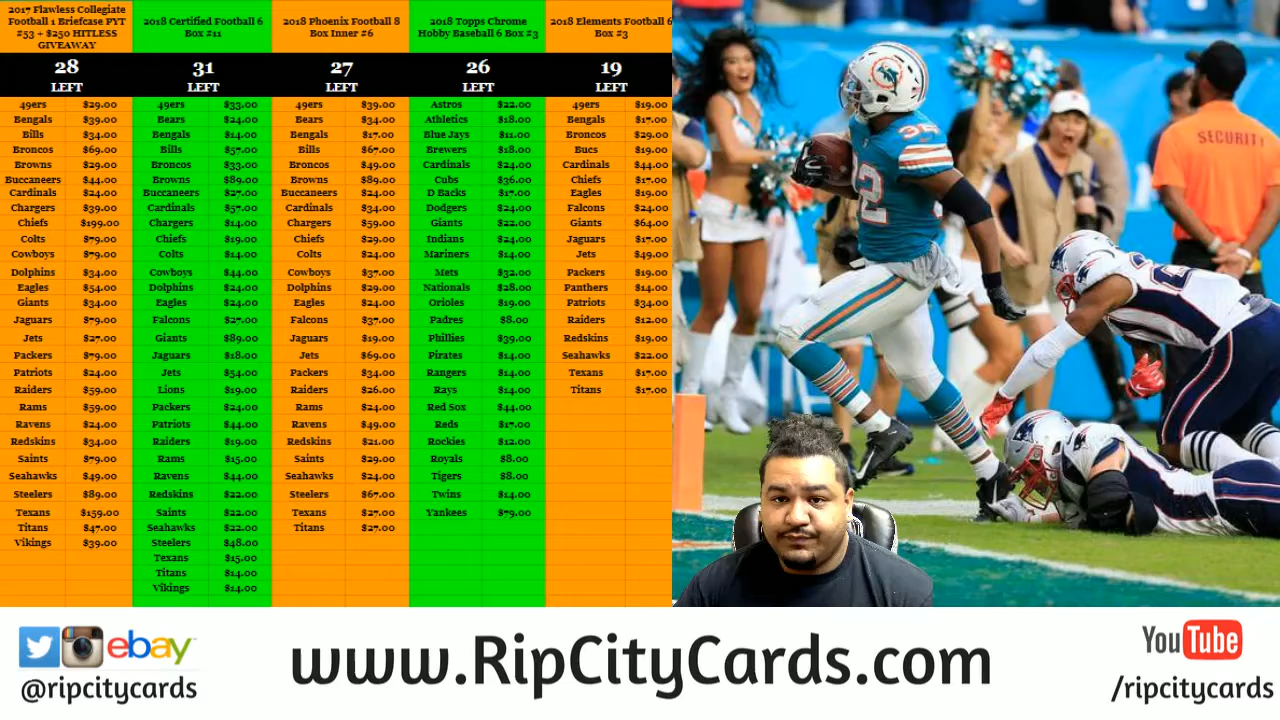 2017 Flawless Collegiate
Football 1 Briefcase PYT
#53 + $250 HITLESS
GIVEAWAY
28
LEFT
49ers $29.00
Bengals $39.00
Bills $34.00
Broncos $69.00
Browns $29.00
Buccaneers $44.00
Cardinals $24.00
Chargers $39.00
Chiefs $199.00
Colts $79.00
Cowboys $79.00
Dolphins $34.00
Eagles $54.00
Giants $34.00
Jaguars $79.00
Jets $27.00
Packers $79.00
Patriots $24.00
Raiders $59.00
Rams $59.00
Ravens $24.00
Redskins $34.00
Saints $79.00
Seahawks $49.00
Steelers $89.00
Texans $159.00
Titans $47.00
Vikings $39.00
2018 Certified Football 6
Box #11
31
LEFT
49ers $33.00
Bears $24.00
Bengals $14.00
Bills $57.00
Broncos $33.00
Browns $89.00
Buccaneers $27.00
Cardinals $57.00
Chargers $14.00
Chiefs $19.00
Colts $14.00
Cowboys $44.00
Dolphins $24.00
Eagles $24.00
Falcons $27.00
Giants $89.00
Jaguars $18.00
Jets $54.00
Lions $19.00
Packers $24.00
Patriots $44.00
Raiders $19.00
Rams $15.00
Ravens $44.00
Redskins $22.00
Saints $22.00
Seahawks $22.00
Steelers $48.00
Texans $15.00
Titans $14.00
Vikings $14.00
2018 Phoenix Football 8
Box Inner #6
27
LEFT
49ers $39.00
Bears $34.00
Bengals $17.00
Bills $67.00
Broncos $49.00
Browns $89.00
Buccaneers $24.00
Cardinals $34.00
Chargers $59.00
Chiefs $29.00
Colts $24.00
Cowboys $37.00
Dolphins $29.00
Eagles $24.00
Falcons $37.00
Jaguars $19.00
Jets $69.00
Packers $34.00
Raiders $26.00
Rams $24.00
Ravens $49.00
Redskins $21.00
Saints $29.00
Seahawks $24.00
Steelers $67.00
Texans $27.00
Titans $27.00
2018 Topps Chrome
Hobby Baseball 6 Box #3
26
LEFT
Astros $22.00
Athletics $18.00
Blue Jays $11.00
Brewers $18.00
Cardinals $24.00
Cubs $36.00
D Backs $17.00
Dodgers $24.00
Giants $22.00
Indians $24.00
Mariners $14.00
Mets $32.00
Nationals $28.00
Orioles $19.00
Padres $8.00
Phillies $39.00
Pirates $14.00
Rangers $14.00
Rays $14.00
Red Sox $44.00
Reds $17.00
Rockies $12.00
Royals $8.00
Tigers $8.00
Twins $14.00
Yankees $79.00
2018 Elements Football 6
Box #3
19
LEFT
49ers $19.00
Bengals $17.00
Broncos $29.00
Bucs $19.00
Cardinals $44.00
Chiefs $17.00
Eagles $19.00
Falcons $24.00
Giants $64.00
Jaguars $17.00
Jets $49.00
Packers $19.00
Panthers $14.00
Patriots $34.00
Raiders $12.00
Redskins $19.00
Seahawks $22.00
Texans $17.00
Titans $17.00
SECURITY
32
ebay
@ripcitycards
www.RipCityCards.com
YouTube
/ripcitycards